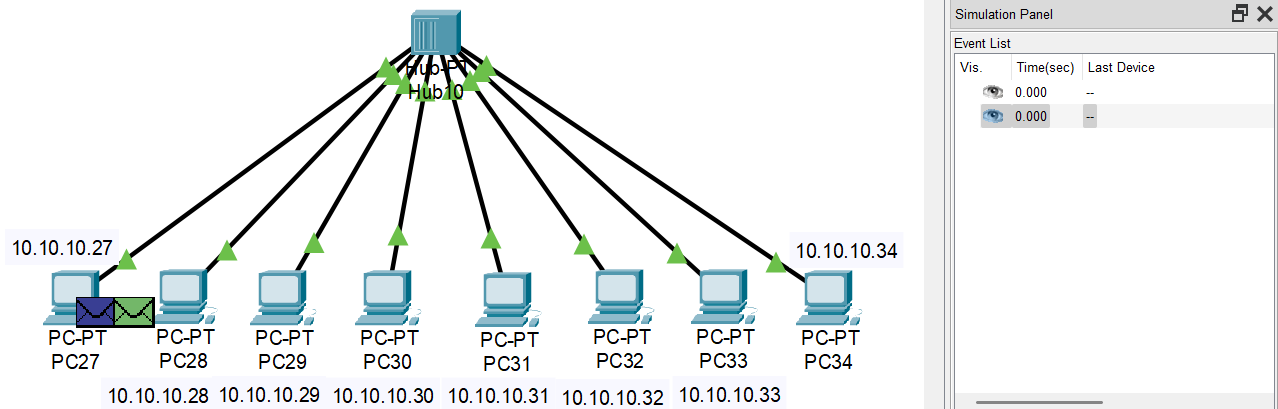 Simulation Panel
Event List
Vis. Time(sec) Last Device
0.000 --
0.000 --
Hub-PT
Hub10
10.10.10.27
10.10.10.34
PC-PT
PC27
PC-PT
PC28
PC-PT
PC29
PC-PT
PC30
PC-PT
PC31
PC-PT
PC32
PC-PT
PC33
PC-PT
PC34
10.10.10.28
10.10.10.29
10.10.10.30
10.10.10.31
10.10.10.32
10.10.10.33